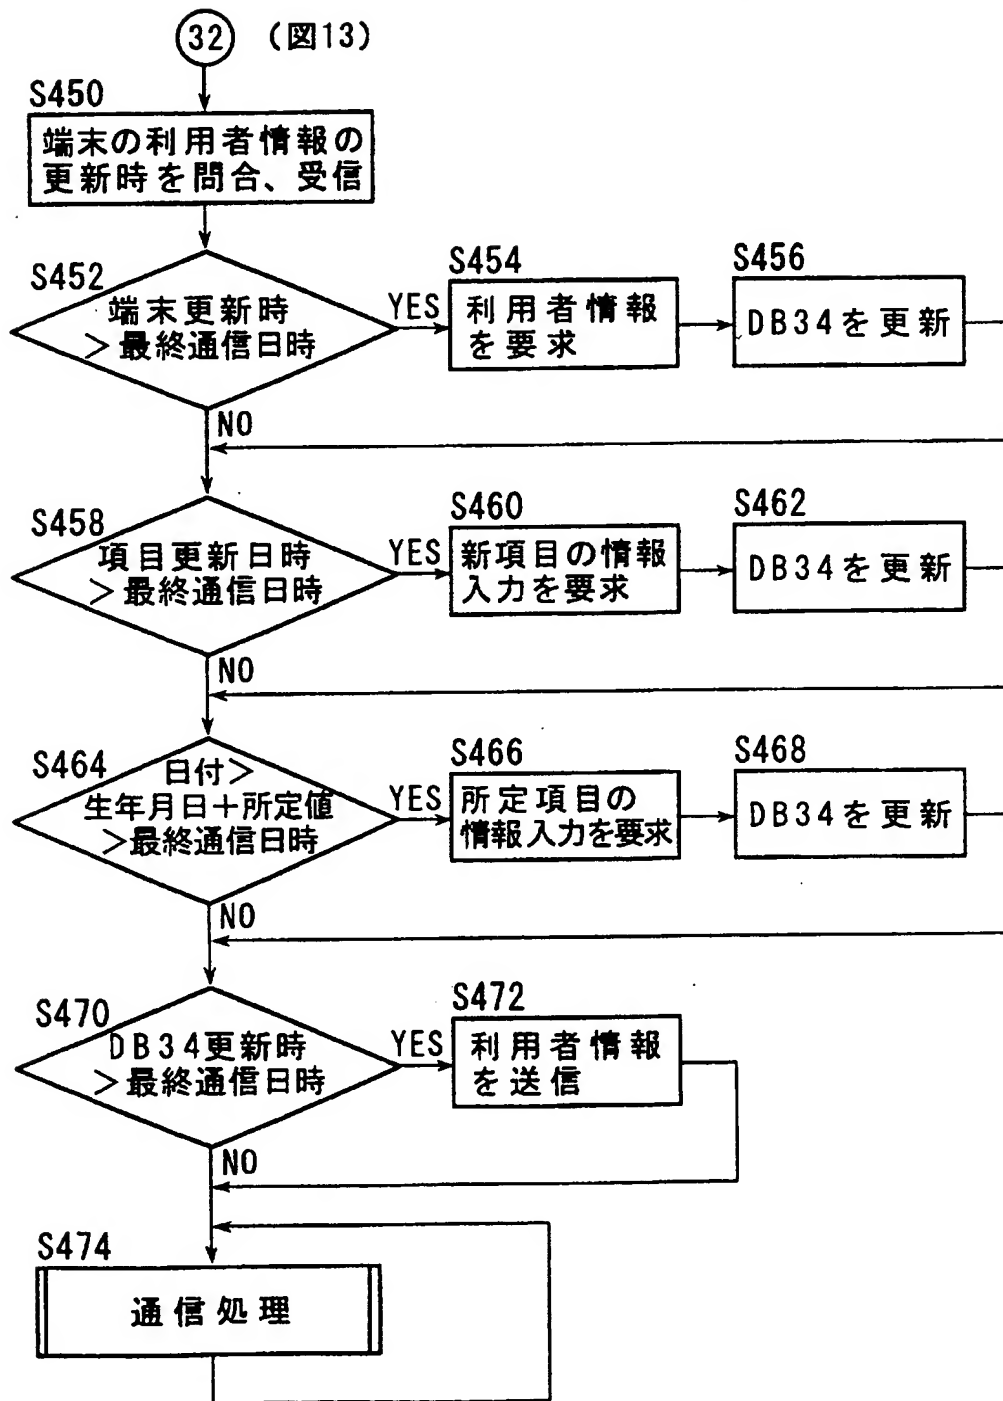 32 (図13)
S450
端末の利用者情報の
更新時を問合、受信
S452
端末更新時
>最終通信日時
YES
NO
S454
利用者情報
を要求
S456
DB34を更新
S458
項目更新日時
>最終通信日時
YES
NO
S460
新項目の情報
入力を要求
S462
DB34を更新
S464
日付>
生年月日+所定値
>最終通信日時
YES
NO
S466
所定項目の
情報入力を要求
S468
DB34を更新
S470
DB34更新時
>最終通信日時
YES
NO
S472
利用者情報
を送信
S474
通信処理